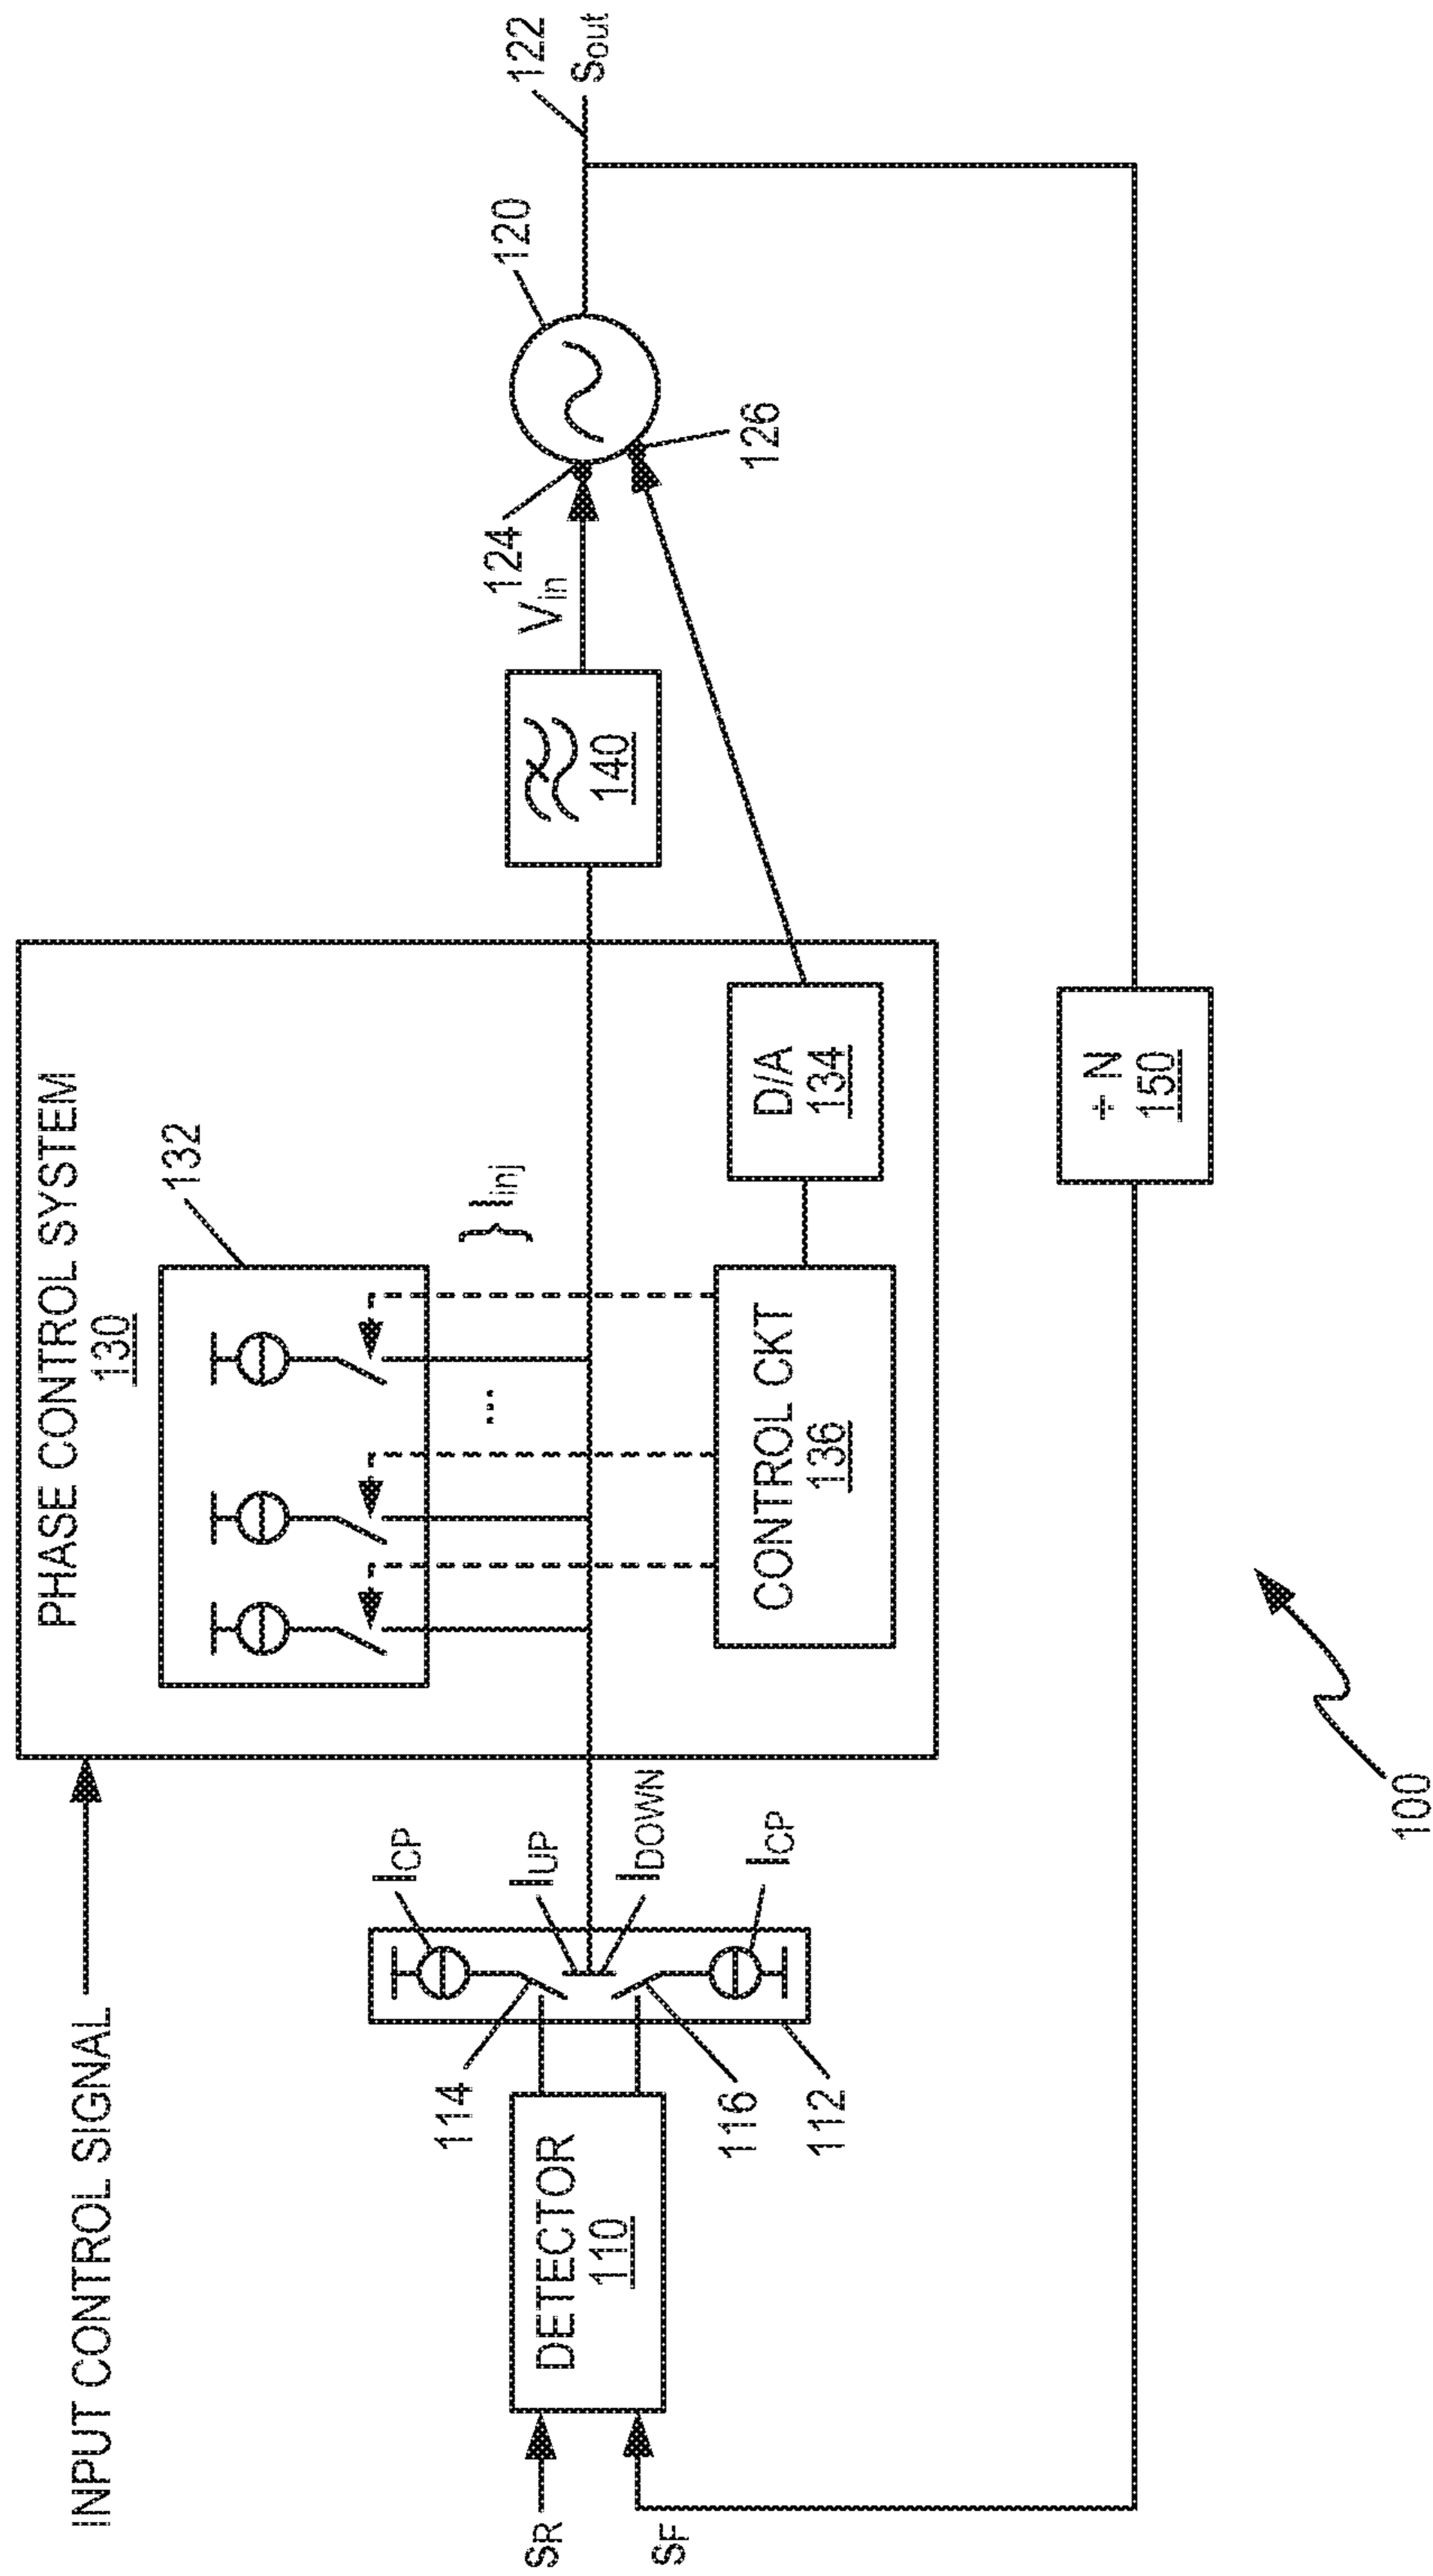 INPUT CONTROL SIGNAL
PHASE CONTROL SYSTEM
130
132
} Iinj
...
CONTROL CKT
136
D/A
134
SR
SF
DETECTOR
110
114
116
112
ICP
IUP
IDOWN
ICP
140
Vin
124
126
120
122
Sout
÷ N
150
100